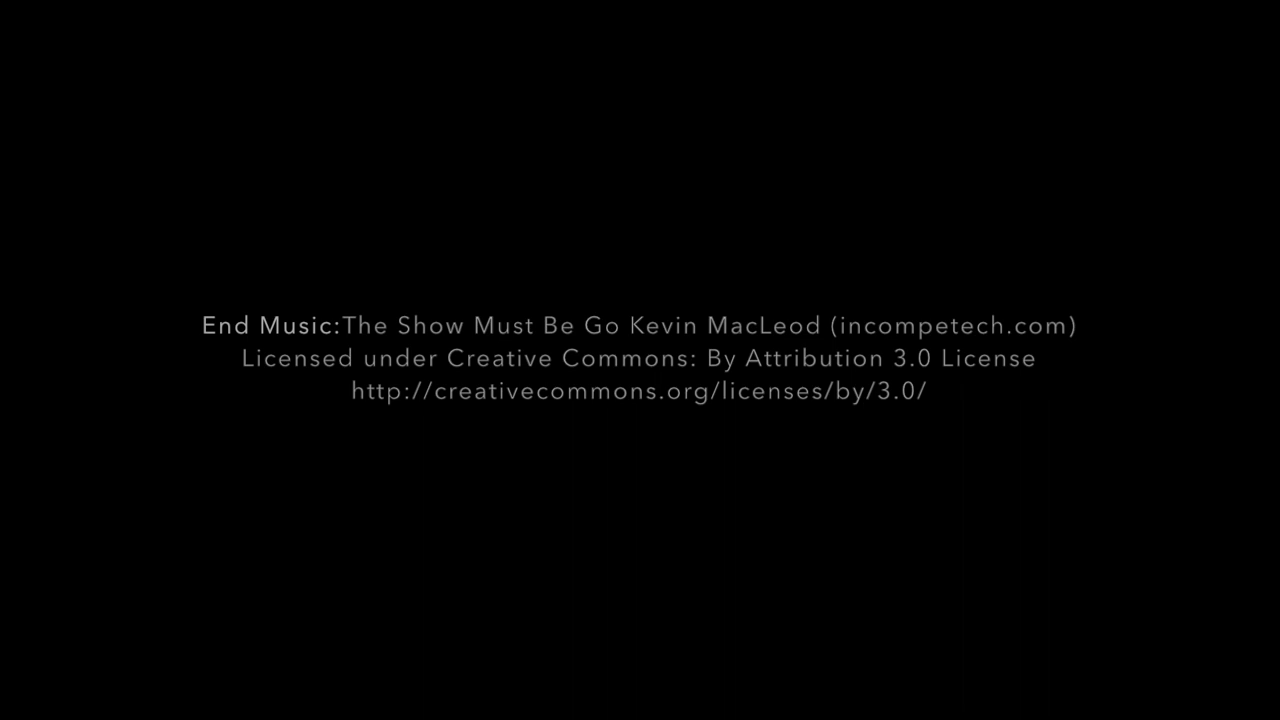 End Music:The Show Must Be Go Kevin MacLeod (incompetech.com)
Licensed under Creative Commons: By Attribution 3.0 License
http://creativecommons.org/licenses/by/3.0/